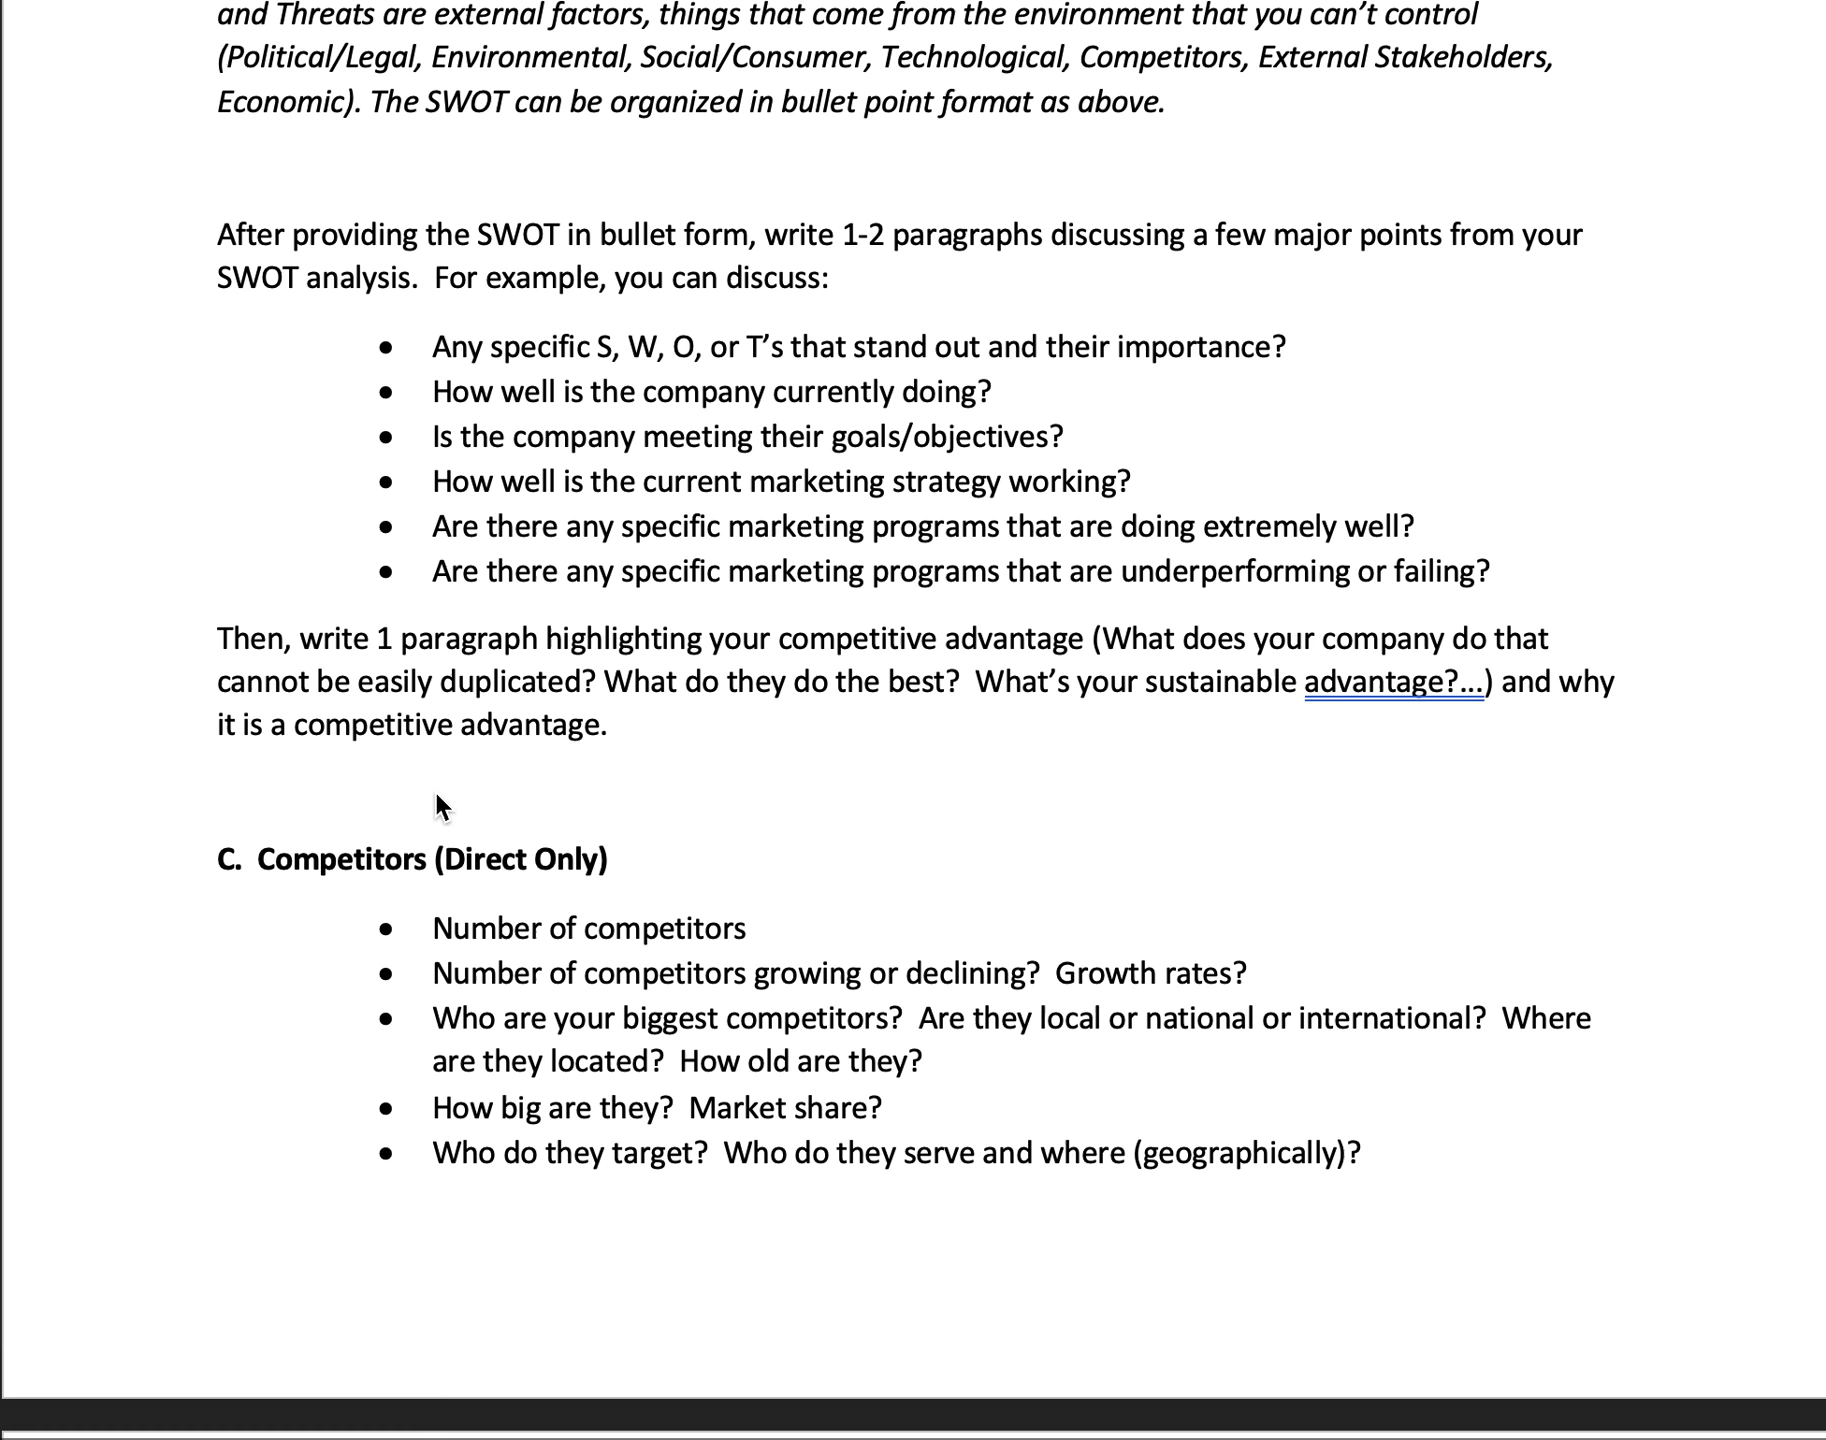 and Threats are external factors, things that come from the environment that you can’t control
(Political/Legal, Environmental, Social/Consumer, Technological, Competitors, External Stakeholders,
Economic). The SWOT can be organized in bullet point format as above.
After providing the SWOT in bullet form, write 1-2 paragraphs discussing a few major points from your
SWOT analysis.  For example, you can discuss:
• Any specific S, W, O, or T’s that stand out and their importance?
• How well is the company currently doing?
• Is the company meeting their goals/objectives?
• How well is the current marketing strategy working?
• Are there any specific marketing programs that are doing extremely well?
• Are there any specific marketing programs that are underperforming or failing?
Then, write 1 paragraph highlighting your competitive advantage (What does your company do that
cannot be easily duplicated? What do they do the best?  What’s your sustainable advantage?...) and why
it is a competitive advantage.
C.  Competitors (Direct Only)
• Number of competitors
• Number of competitors growing or declining?  Growth rates?
• Who are your biggest competitors?  Are they local or national or international?  Where
are they located?  How old are they?
• How big are they?  Market share?
• Who do they target?  Who do they serve and where (geographically)?